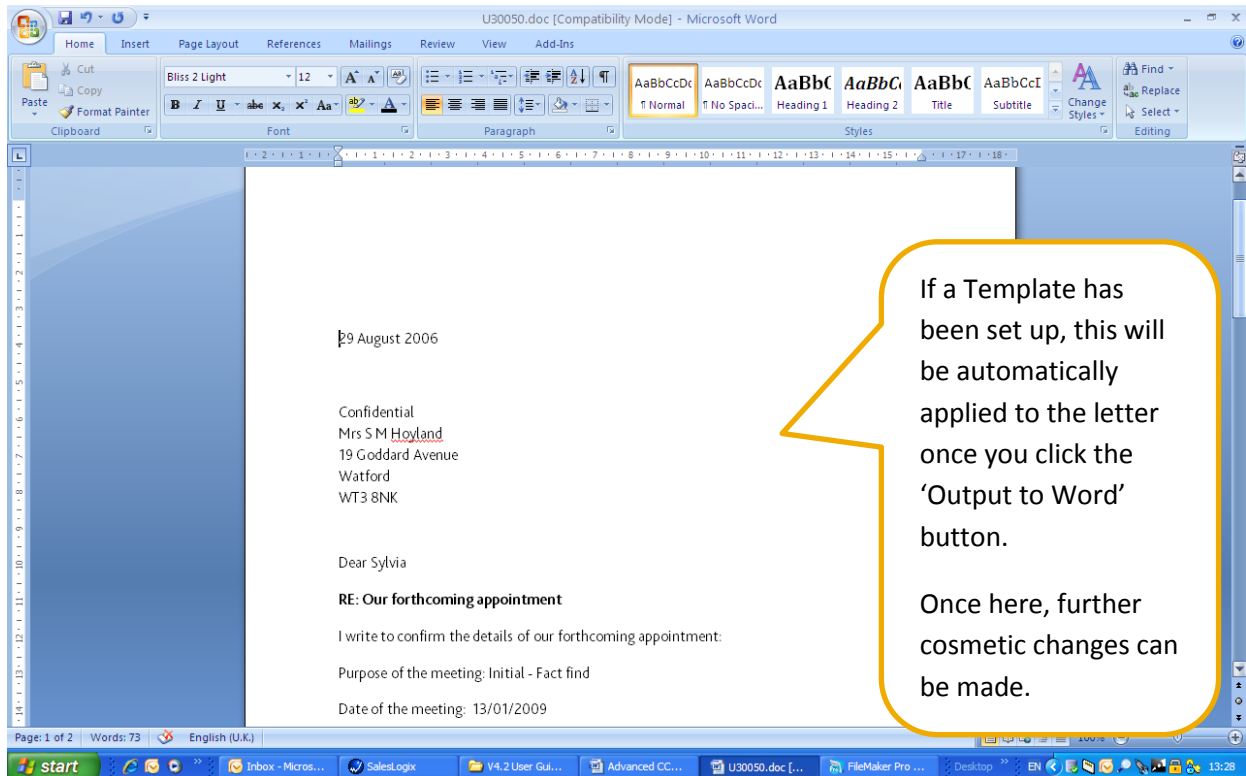 U30050.doc [Compatibility Mode] - Microsoft Word
Home Insert Page Layout References Mailings Review View Add-Ins
Cut
Copy
Format Painter
Paste
Clipboard
Bliss 2 Light 12
Font
Paragraph
AaBbCcDc AaBbCcDc AaBb( AaBbCc AaBb( AaBbCcI
¶ Normal ¶ No Spaci... Heading 1 Heading 2 Title Subtitle
Change Styles
Styles
Find
Replace
Select
Editing
29 August 2006
Confidential
Mrs S M Hoyland
19 Goddard Avenue
Watford
WT3 8NK
Dear Sylvia
RE: Our forthcoming appointment
I write to confirm the details of our forthcoming appointment:
Purpose of the meeting: Initial - Fact find
Date of the meeting: 13/01/2009
If a Template has
been set up, this will
be automatically
applied to the letter
once you click the
‘Output to Word’
button.
Once here, further
cosmetic changes can
be made.
Page: 1 of 2 Words: 73 English (U.K.) 100%
start Inbox - Micros... SalesLogix V4.2 User Gui... Advanced CC... U30050.doc [... FileMaker Pro ... Desktop EN 13:28